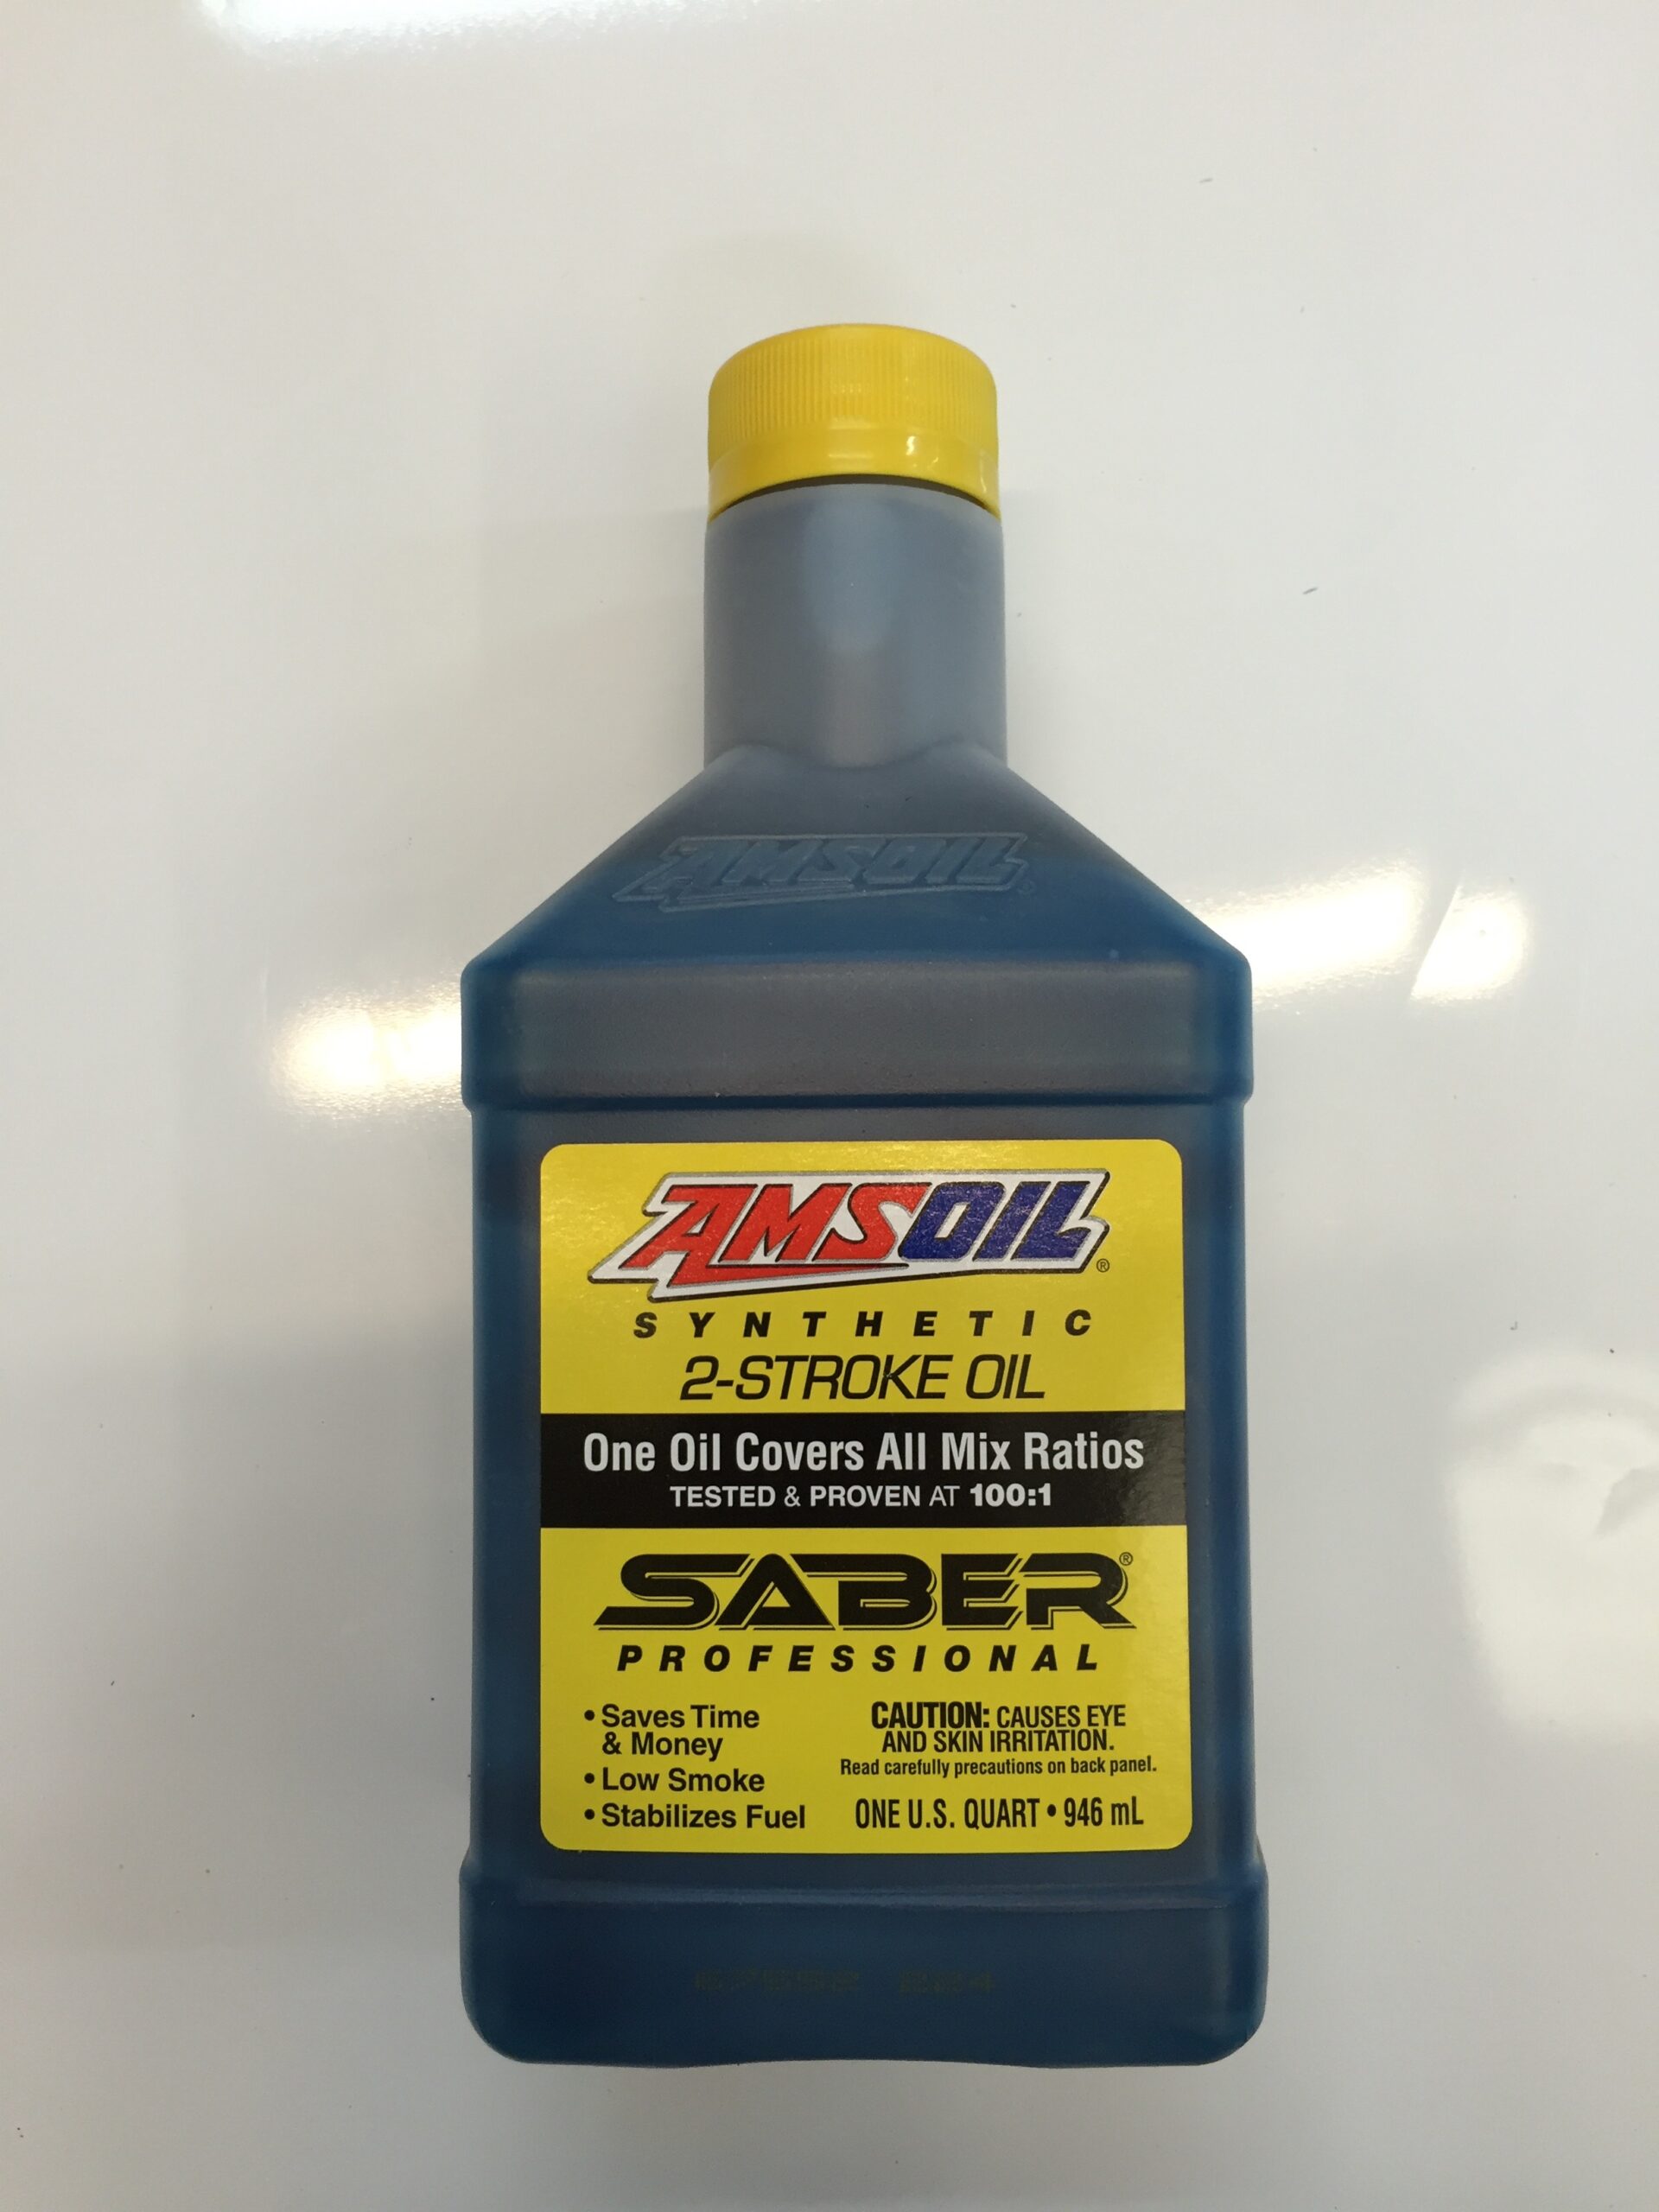 AMSOIL®
AMSOIL®
SYNTHETIC
2-STROKE OIL
One Oil Covers All Mix Ratios
TESTED & PROVEN AT 100:1
SABER®
PROFESSIONAL
• Saves Time
& Money
• Low Smoke
• Stabilizes Fuel
CAUTION: CAUSES EYE
AND SKIN IRRITATION.
Read carefully precautions on back panel.
ONE U.S. QUART • 946 mL